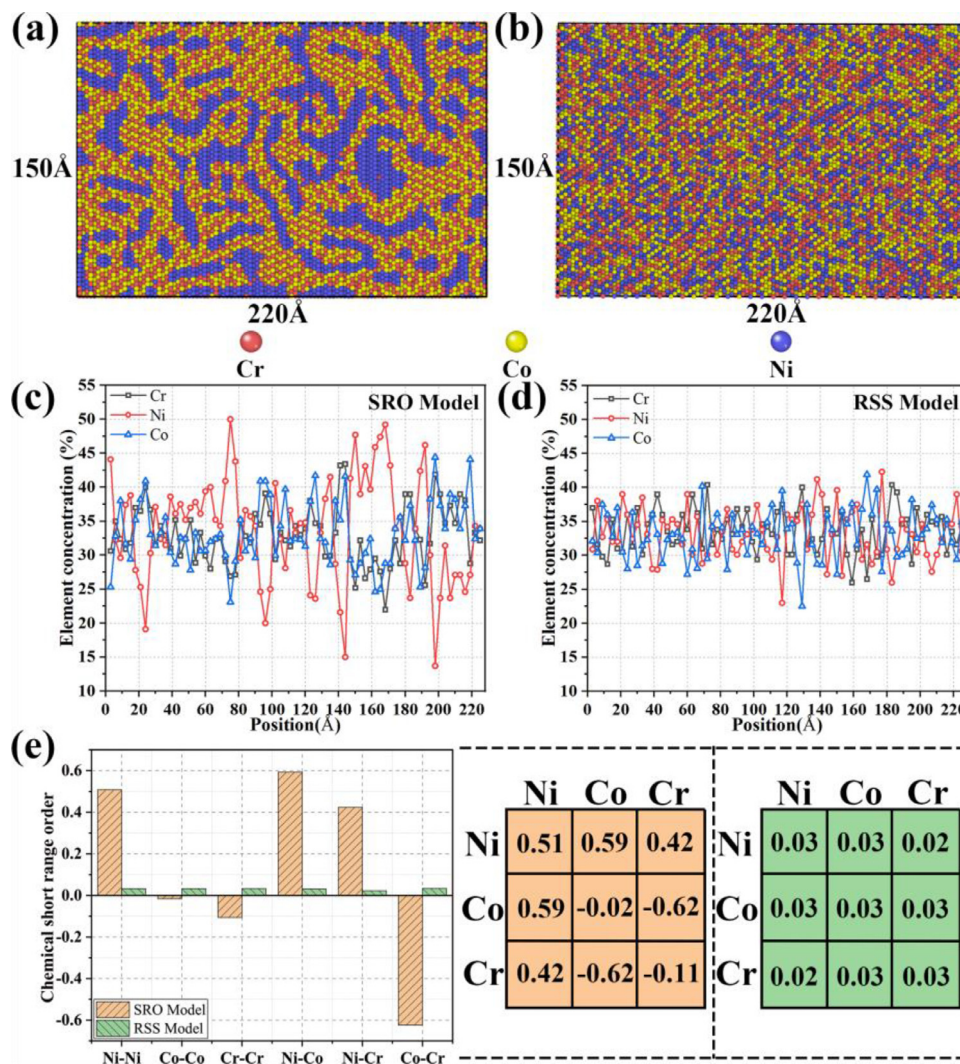 (a)
(b)
150Å
150Å
220Å
220Å
Cr
Co
Ni
(c)
55
50
45
40
35
30
25
20
15
10
Element concentration (%)
Cr
Ni
Co
SRO Model
0 20 40 60 80 100 120 140 160 180 200 220
Position(Å)
(d)
55
50
45
40
35
30
25
20
15
10
Element concentration (%)
Cr
Ni
Co
RSS Model
0 20 40 60 80 100 120 140 160 180 200 220
Position(Å)
(e)
0.6
0.4
0.2
0.0
-0.2
-0.4
-0.6
Chemical short range order
SRO Model
RSS Model
Ni-Ni Co-Co Cr-Cr Ni-Co Ni-Cr Co-Cr
Ni Co Cr
Ni 0.51 0.59 0.42
Co 0.59 -0.02 -0.62
Cr 0.42 -0.62 -0.11
Ni Co Cr
Ni 0.03 0.03 0.02
Co 0.03 0.03 0.03
Cr 0.02 0.03 0.03